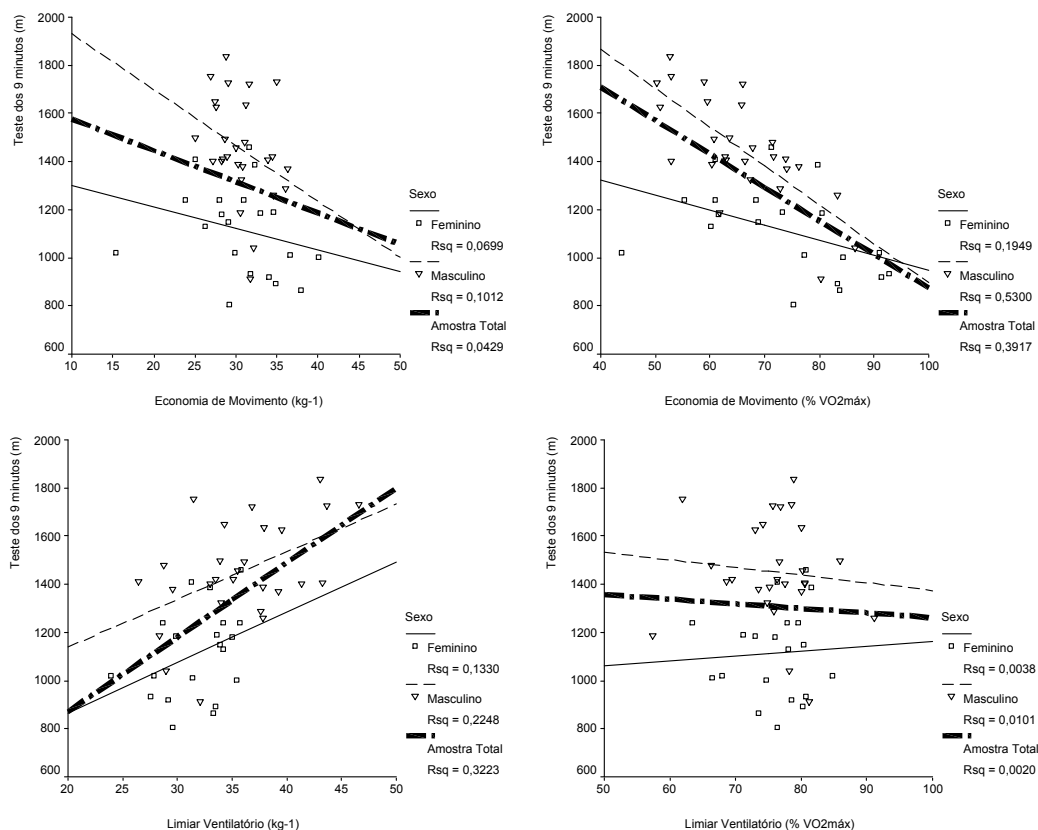 2000
1800
1600
1400
1200
1000
800
600
Teste dos 9 minutos (m)
10 15 20 25 30 35 40 45 50
Economia de Movimento (kg-1)
Sexo
Feminino
Rsq = 0,0699
Masculino
Rsq = 0,1012
Amostra Total
Rsq = 0,0429
2000
1800
1600
1400
1200
1000
800
600
Teste dos 9 minutos (m)
40 50 60 70 80 90 100
Economia de Movimento (% VO2máx)
Sexo
Feminino
Rsq = 0,1949
Masculino
Rsq = 0,5300
Amostra Total
Rsq = 0,3917
2000
1800
1600
1400
1200
1000
800
600
Teste dos 9 minutos (m)
20 25 30 35 40 45 50
Limiar Ventilatório (kg-1)
Sexo
Feminino
Rsq = 0,1330
Masculino
Rsq = 0,2248
Amostra Total
Rsq = 0,3223
2000
1800
1600
1400
1200
1000
800
600
Teste dos 9 minutos (m)
50 60 70 80 90 100
Limiar Ventilatório (% VO2máx)
Sexo
Feminino
Rsq = 0,0038
Masculino
Rsq = 0,0101
Amostra Total
Rsq = 0,0020